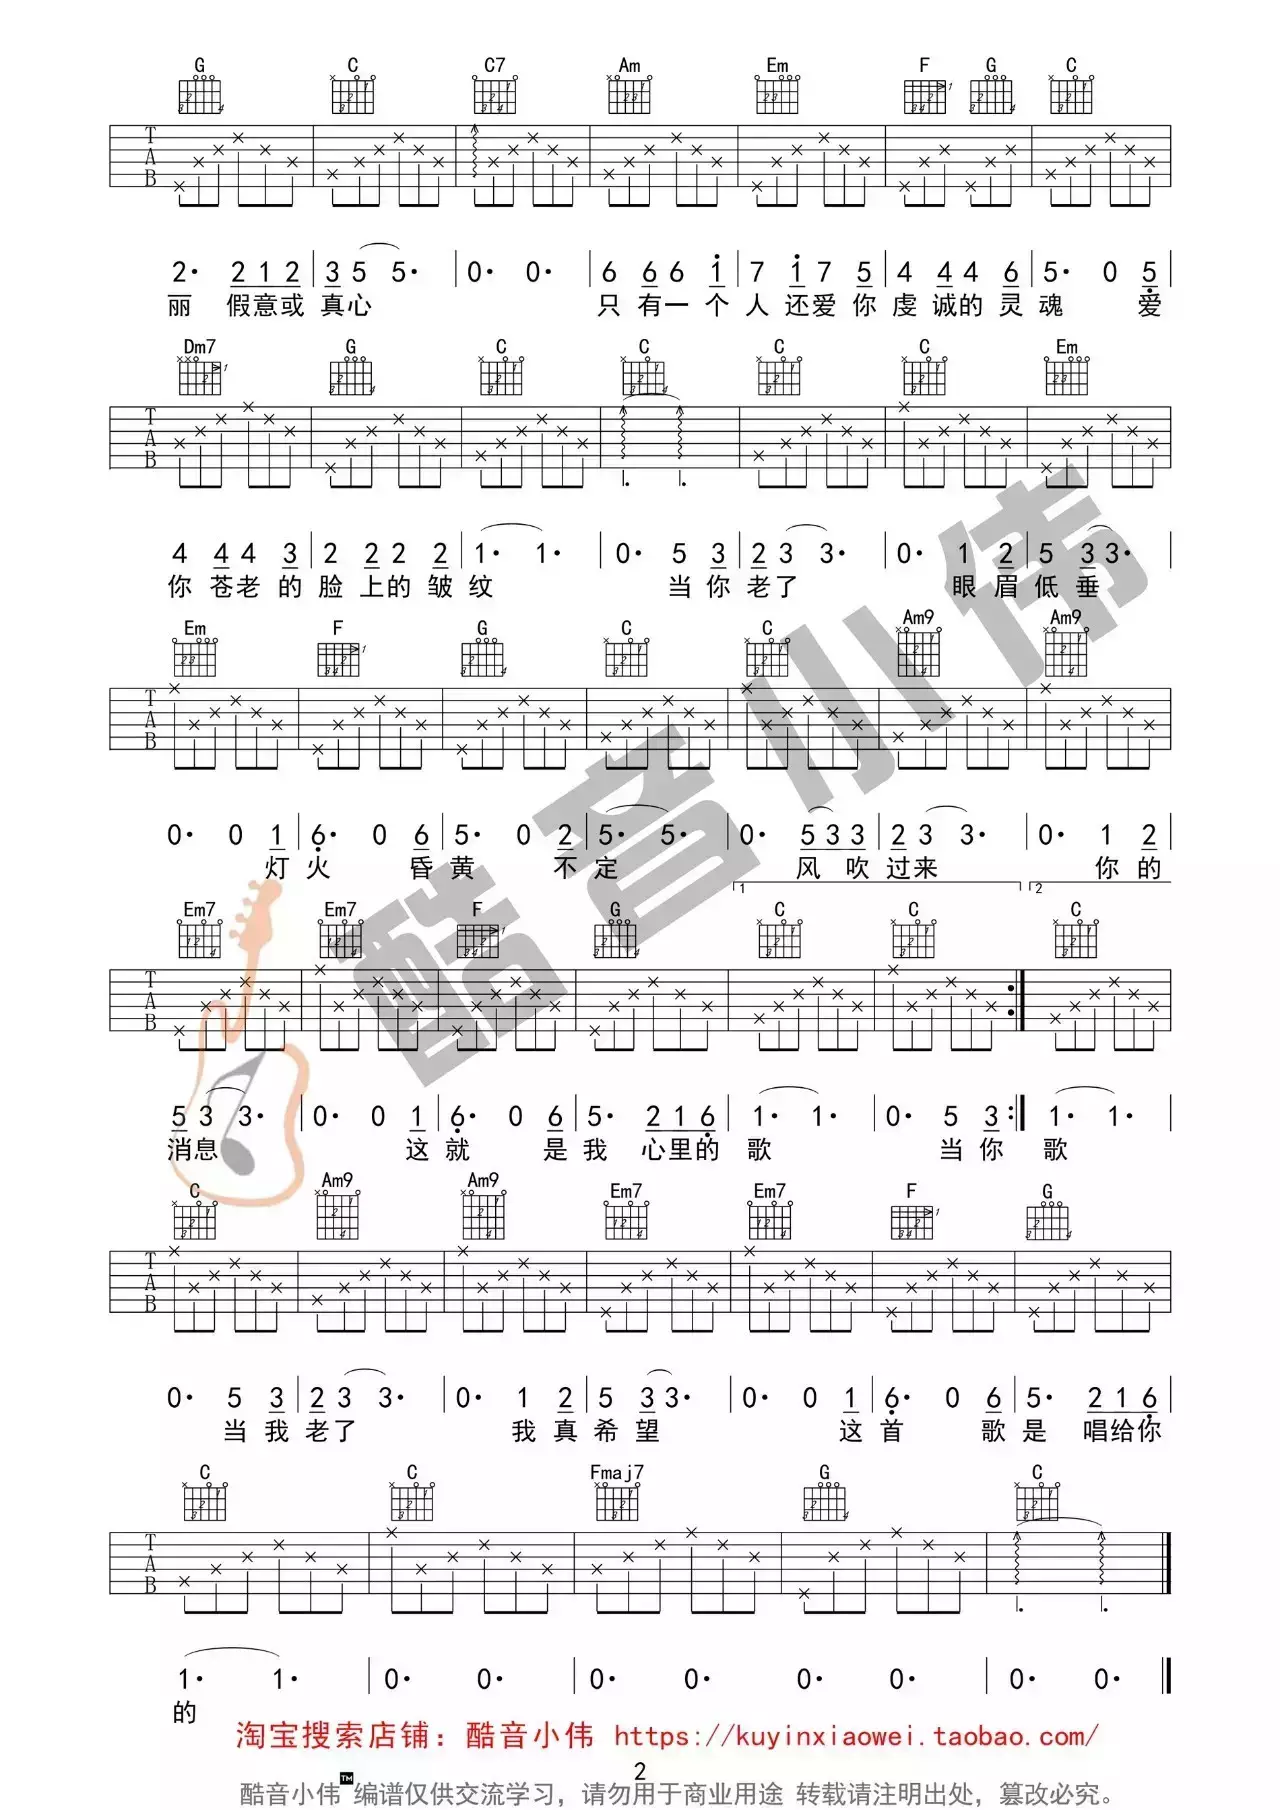 G C C7 Am Em F G C
T A B
2· 2 1 2 | 3 5 5· | 0· 0· | 6 6 6 1 | 7 1 7 5 | 4 4 4 6 | 5· 0 5
丽 假意或 真心 只 有一 个 人 还爱 你 虔 诚的 灵 魂 爱
Dm7 G C C C C Em
T A B
4 4 4 3 | 2 2 2 2 | 1· 1· | 0· 5 3 | 2 3 3· | 0· 1 2 | 5 3 3·
你 苍老 的 脸 上的 皱 纹 当 你 老 了 眼 眉 低 垂
Em F G C C Am9 Am9
T A B
0· 0 1 | 6· 0 6 | 5· 0 2 | 5· 5· | 0· 5 3 3 | 2 3 3· | 0· 1 2
灯 火 昏 黄 不 定 风 吹 过来 你 的
1 2
Em7 Em7 F G C C C
T A B
5 3 3· | 0· 0 1 | 6· 0 6 | 5· 2 1 6 | 1· 1· | 0· 5 3 :| 1· 1·
消息 这 就 是 我 心里的 歌 当 你 歌
C Am9 Am9 Em7 Em7 F G
T A B
0· 5 3 | 2 3 3· | 0· 1 2 | 5 3 3· | 0· 0 1 | 6· 0 6 | 5· 2 1 6
当 我 老了 我 真 希 望 这 首 歌 是 唱给你
C C Fmaj7 G C
T A B
1· 1· | 0· 0· | 0· 0· | 0· 0· | 0· 0·
的
酷音小伟
淘宝搜索店铺：酷音小伟 https://kuyinxiaowei.taobao.com/
2
酷音小伟TM编谱仅供交流学习，请勿用于商业用途 转载请注明出处，篡改必究。